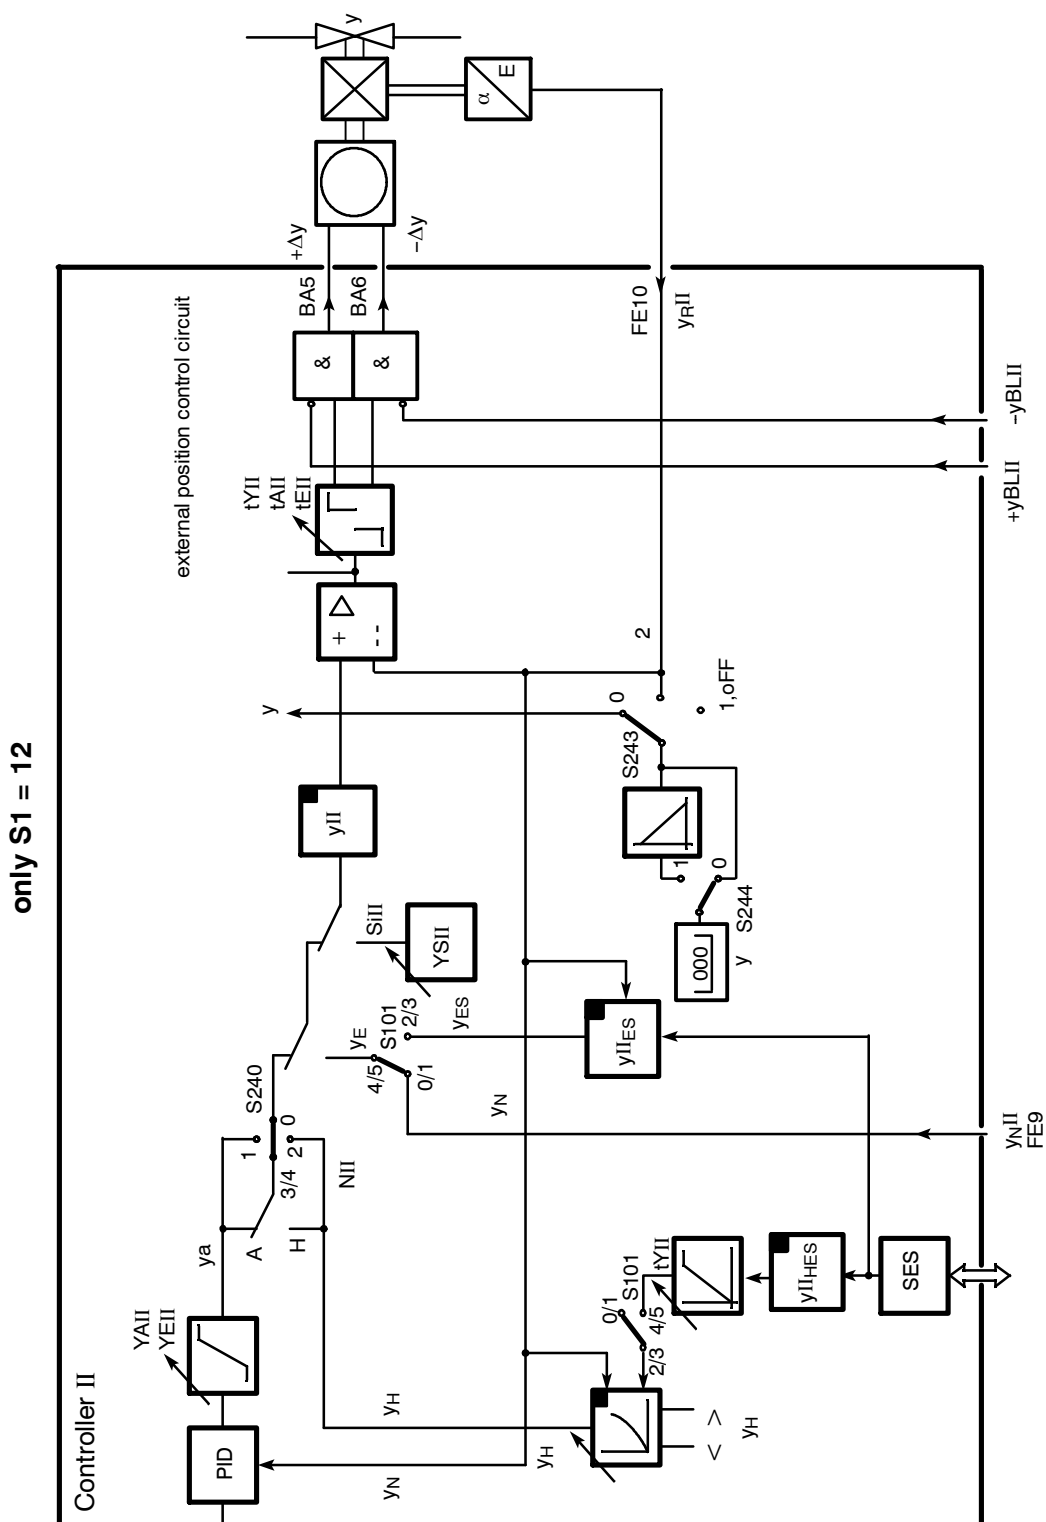 only S1 = 12
Controller II
external position control circuit
PID
YAII
YEII
ya
A
H
3/4
1
2
0
S240
NII
yN
yH
yH
yN
yE
4/5
S101
2/3
0/1
yES
SiII
YSII
yII
y
+
--
tYII
tAII
tEII
&
&
BA5
BA6
+Δy
−Δy
y
α
E
FE10
yRII
2
0
1,oFF
S243
1
0
S244
000
y
yIIES
+yBLII
−yBLII
yNII
FE9
0/1
S101
4/5
2/3
tYII
yIIHES
SES
< >
yH